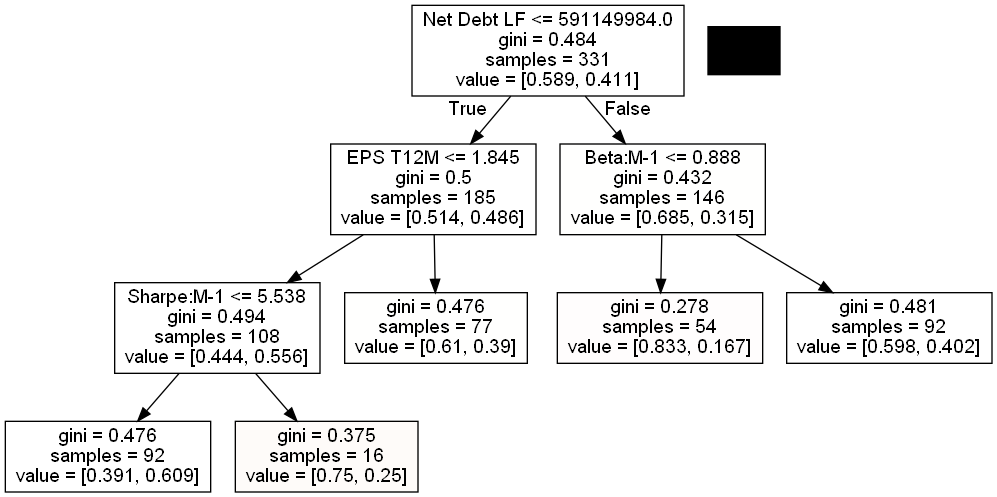 Net Debt LF <= 591149984.0
gini = 0.484
samples = 331
value = [0.589, 0.411]
True
False
EPS T12M <= 1.845
gini = 0.5
samples = 185
value = [0.514, 0.486]
Beta:M-1 <= 0.888
gini = 0.432
samples = 146
value = [0.685, 0.315]
Sharpe:M-1 <= 5.538
gini = 0.494
samples = 108
value = [0.444, 0.556]
gini = 0.476
samples = 77
value = [0.61, 0.39]
gini = 0.278
samples = 54
value = [0.833, 0.167]
gini = 0.481
samples = 92
value = [0.598, 0.402]
gini = 0.476
samples = 92
value = [0.391, 0.609]
gini = 0.375
samples = 16
value = [0.75, 0.25]